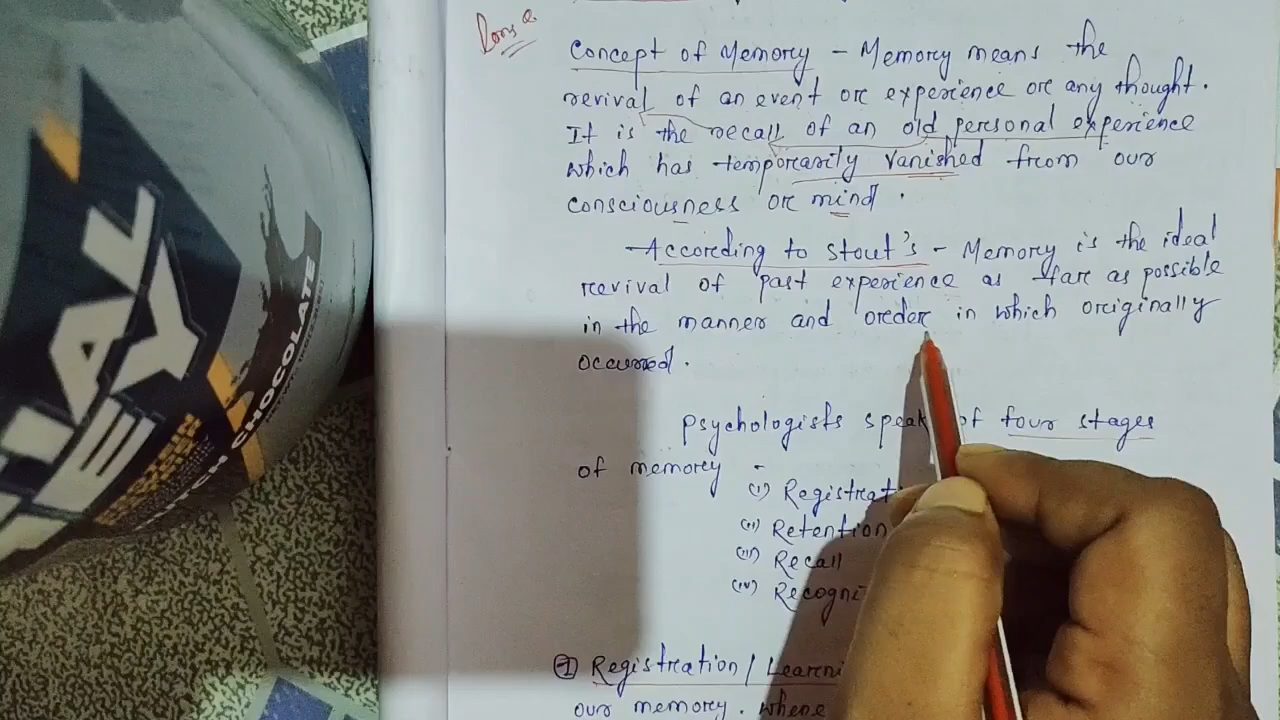 Concept of Memory - Memory means the
revival of an event or experience or any thought.
It is the recall of an old personal experience
which has temporarily vanished from our
consciousness or mind.
According to stout's - Memory is the ideal
revival of past experience as far as possible
in the manner and order in which originally
occurred.
psychologists speak of four stages
of memory -
(i) Registrat
(ii) Retention
(iii) Recall
(iv) Recogni
① Registration / Learni
our memory. where
CHOCOLATE